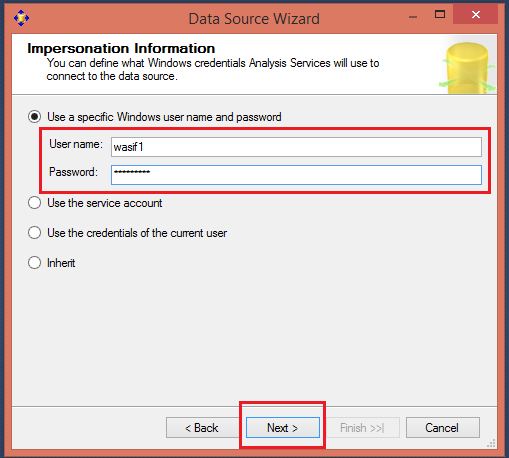 Data Source Wizard
Impersonation Information
You can define what Windows credentials Analysis Services will use to
connect to the data source.
Use a specific Windows user name and password
User name: wasif1
Password: *********
Use the service account
Use the credentials of the current user
Inherit
< Back Next > Finish >>| Cancel